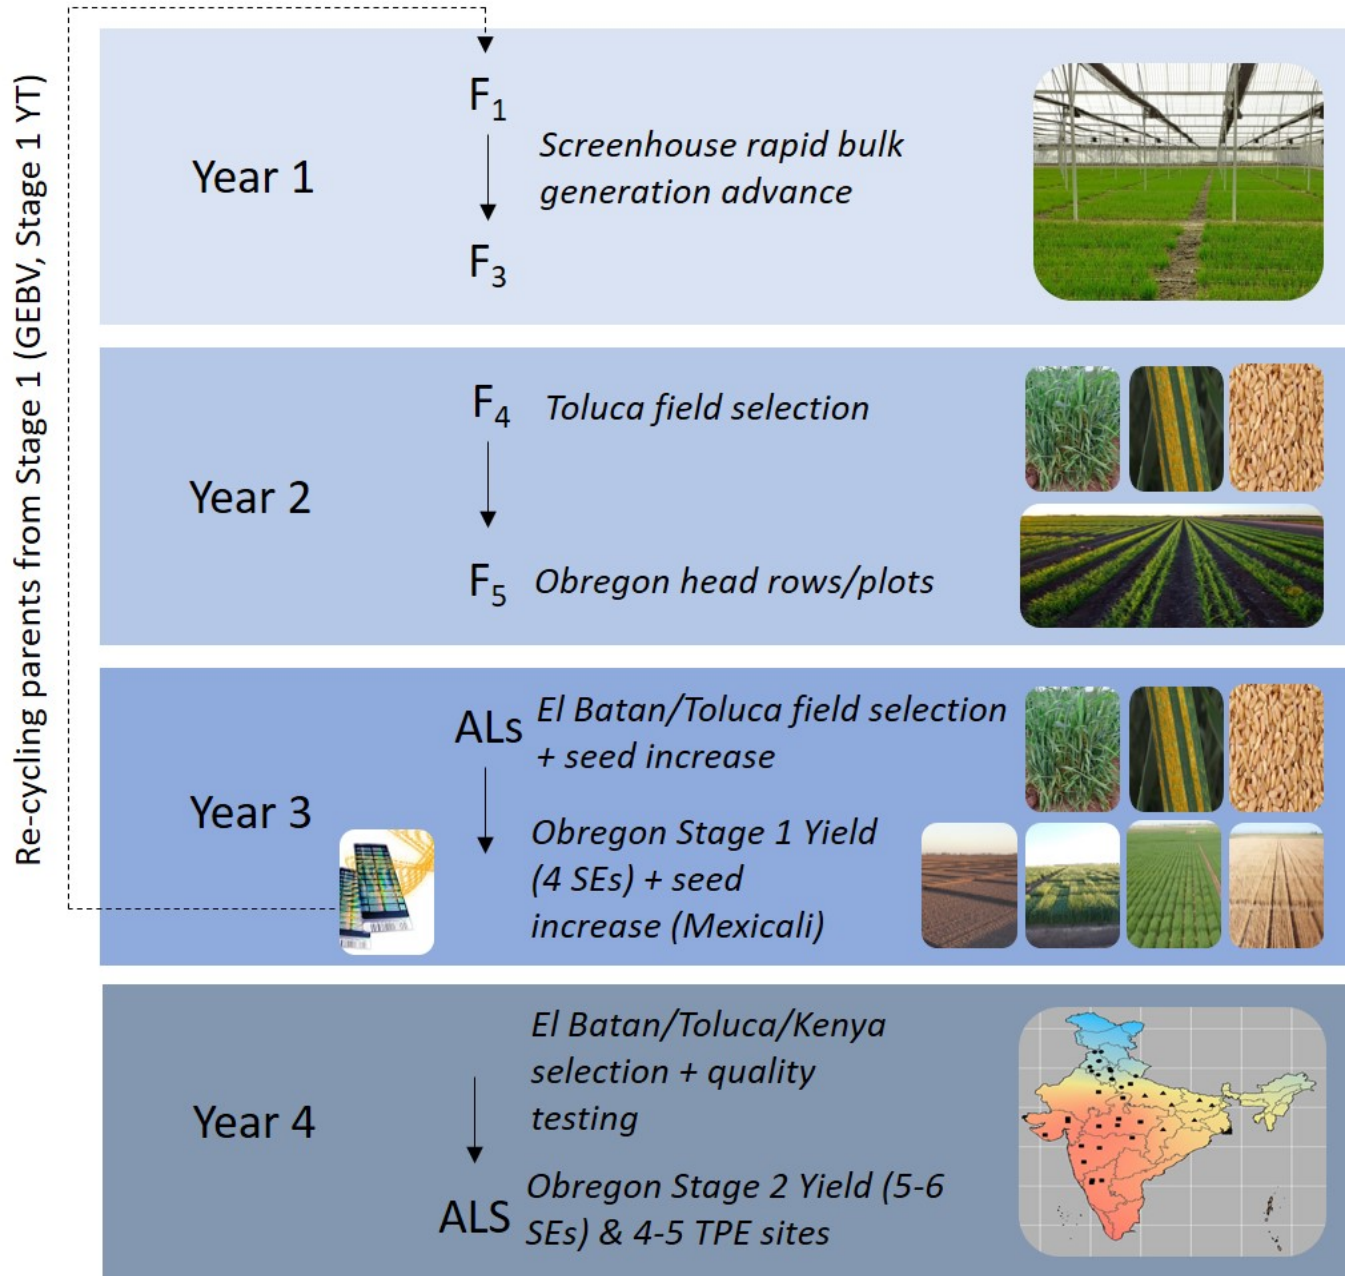 Re-cycling parents from Stage 1 (GEBV, Stage 1 YT)
Year 1
F₁
Screenhouse rapid bulk
generation advance
F₃
Year 2
F₄
Toluca field selection
F₅
Obregon head rows/plots
Year 3
ALs
El Batan/Toluca field selection
+ seed increase
Obregon Stage 1 Yield
(4 SEs) + seed
increase (Mexicali)
Year 4
El Batan/Toluca/Kenya
selection + quality
testing
ALS
Obregon Stage 2 Yield (5-6
SEs) & 4-5 TPE sites